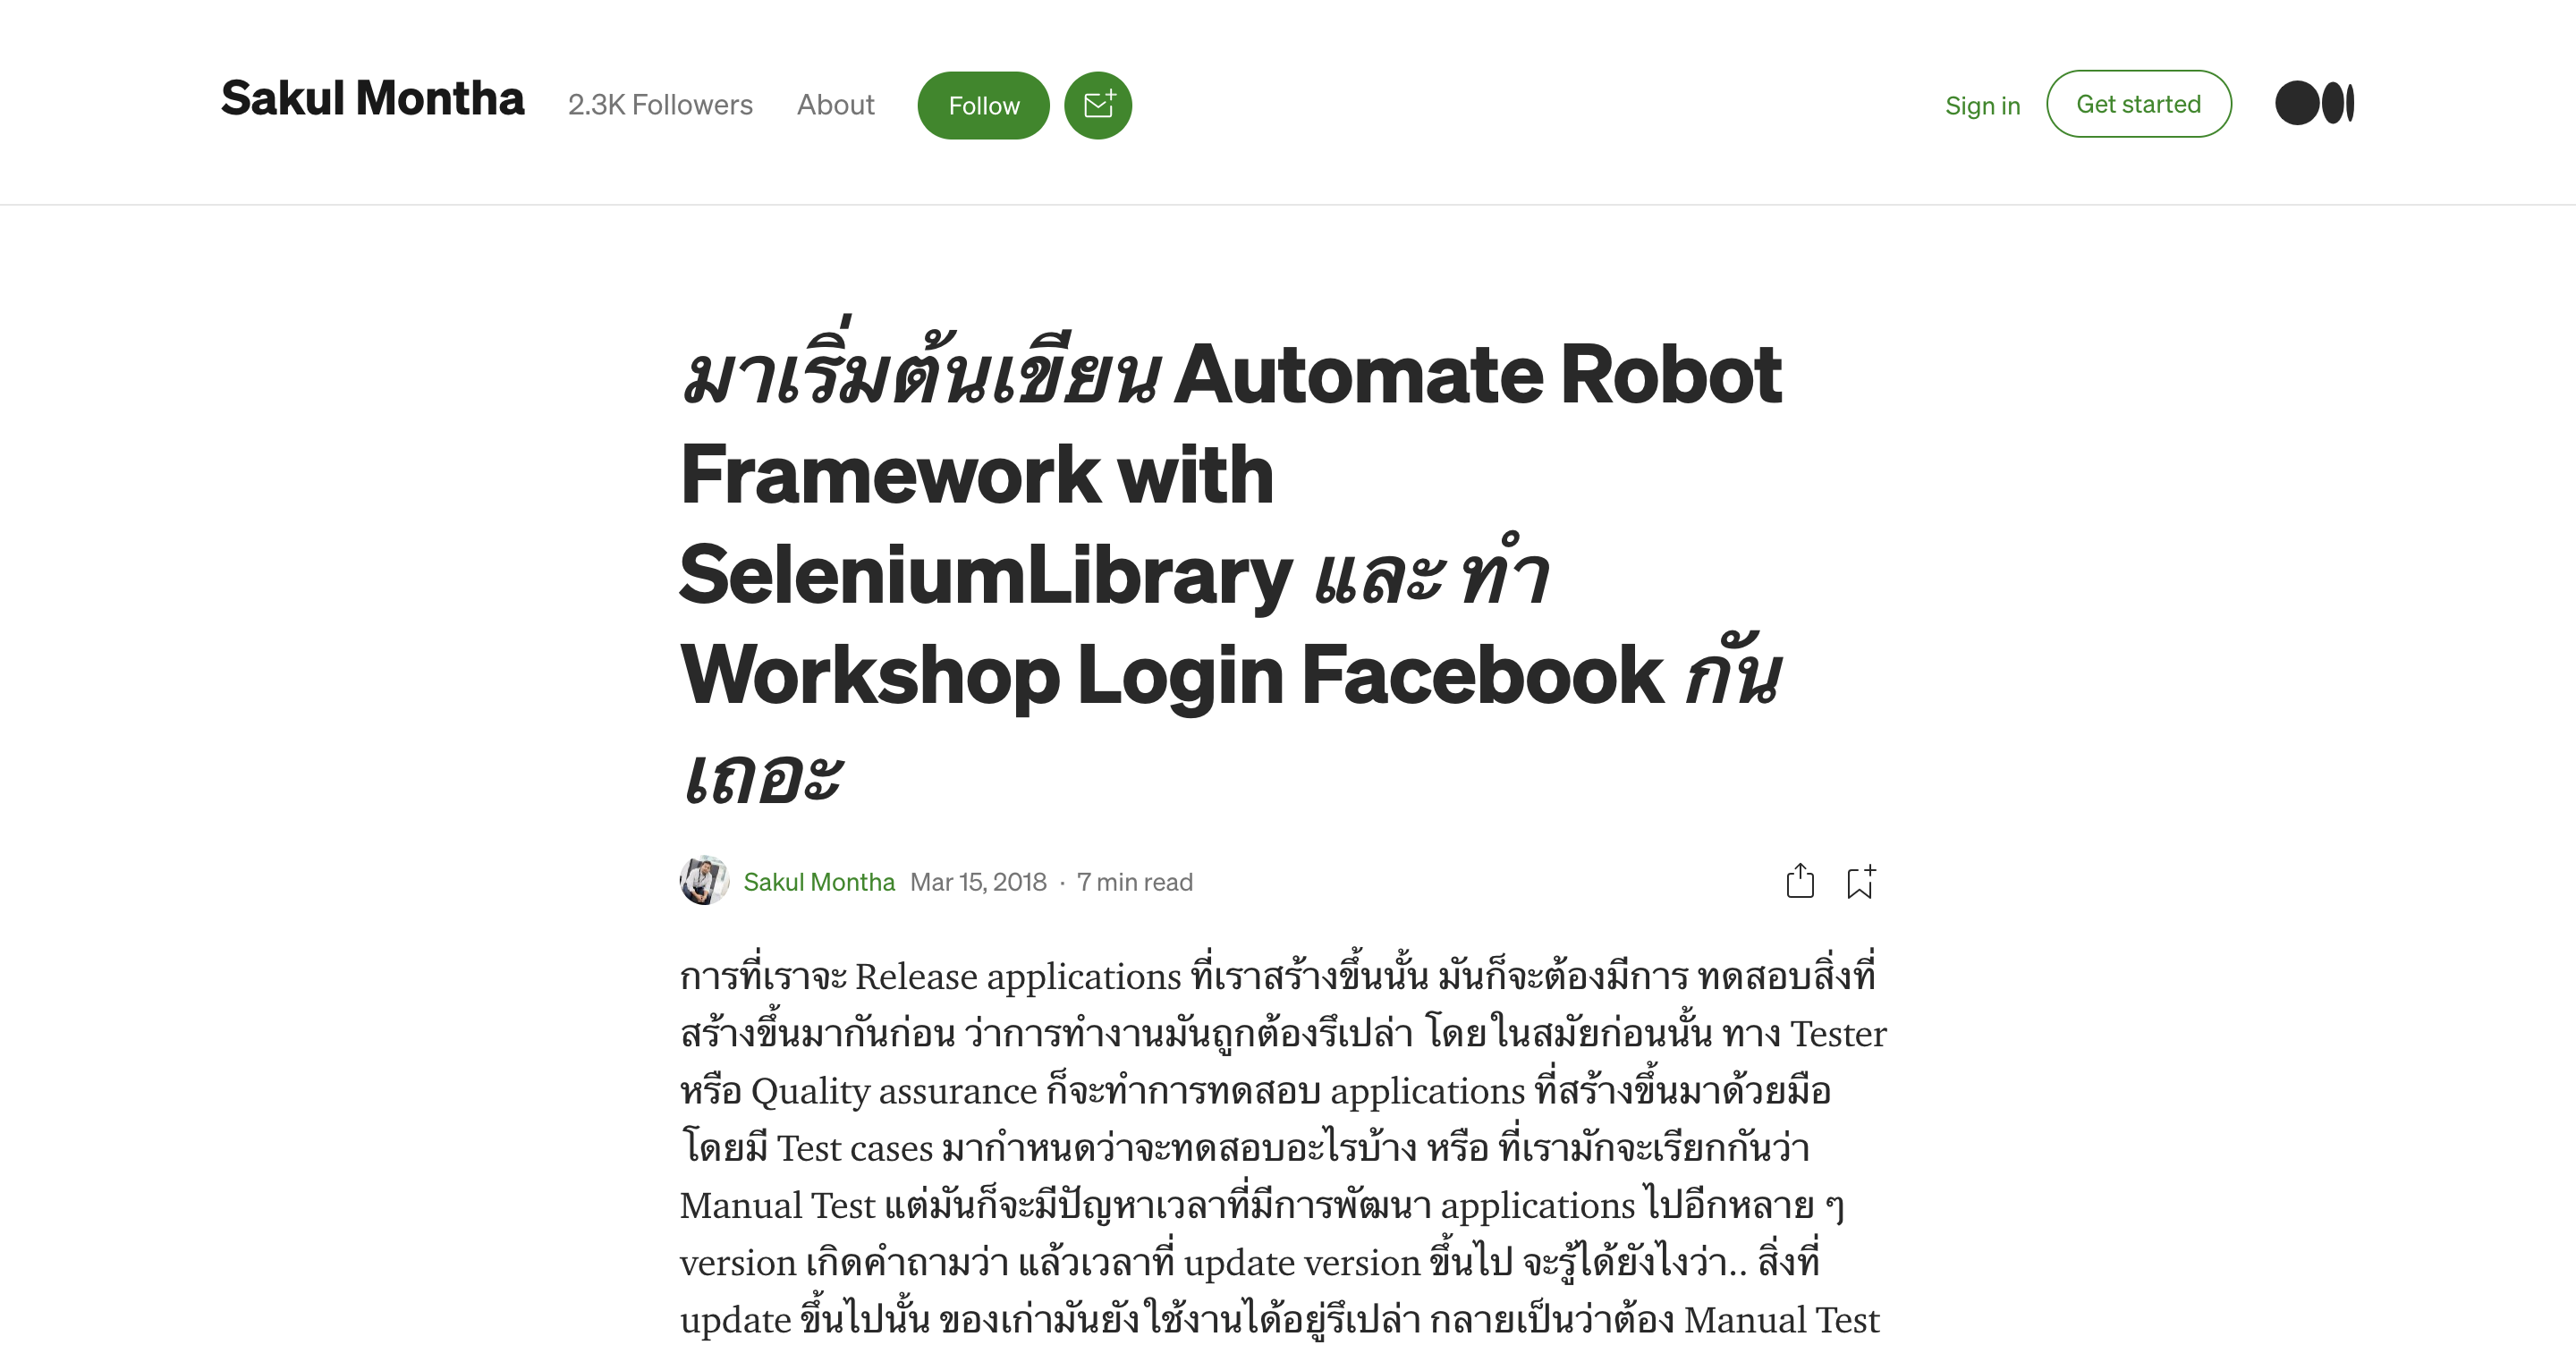 Sakul Montha 2.3K Followers About Follow Sign in Get started
มาเริ่มต้นเขียน Automate Robot
Framework with
SeleniumLibrary และ ทำ
Workshop Login Facebook กัน
เถอะ
Sakul Montha Mar 15, 2018 · 7 min read
การที่เราจะ Release applications ที่เราสร้างขึ้นนั้น มันก็จะต้องมีการ ทดสอบสิ่งที่
สร้างขึ้นมากันก่อน ว่าการทำงานมันถูกต้องรึเปล่า โดยในสมัยก่อนนั้น ทาง Tester
หรือ Quality assurance ก็จะทำการทดสอบ applications ที่สร้างขึ้นมาด้วยมือ
โดยมี Test cases มากำหนดว่าจะทดสอบอะไรบ้าง หรือ ที่เรามักจะเรียกกันว่า
Manual Test แต่มันก็จะมีปัญหาเวลาที่มีการพัฒนา applications ไปอีกหลาย ๆ
version เกิดคำถามว่า แล้วเวลาที่ update version ขึ้นไป จะรู้ได้ยังไงว่า.. สิ่งที่
update ขึ้นไปนั้น ของเก่ามันยังใช้งานได้อยู่รึเปล่า กลายเป็นว่าต้อง Manual Test